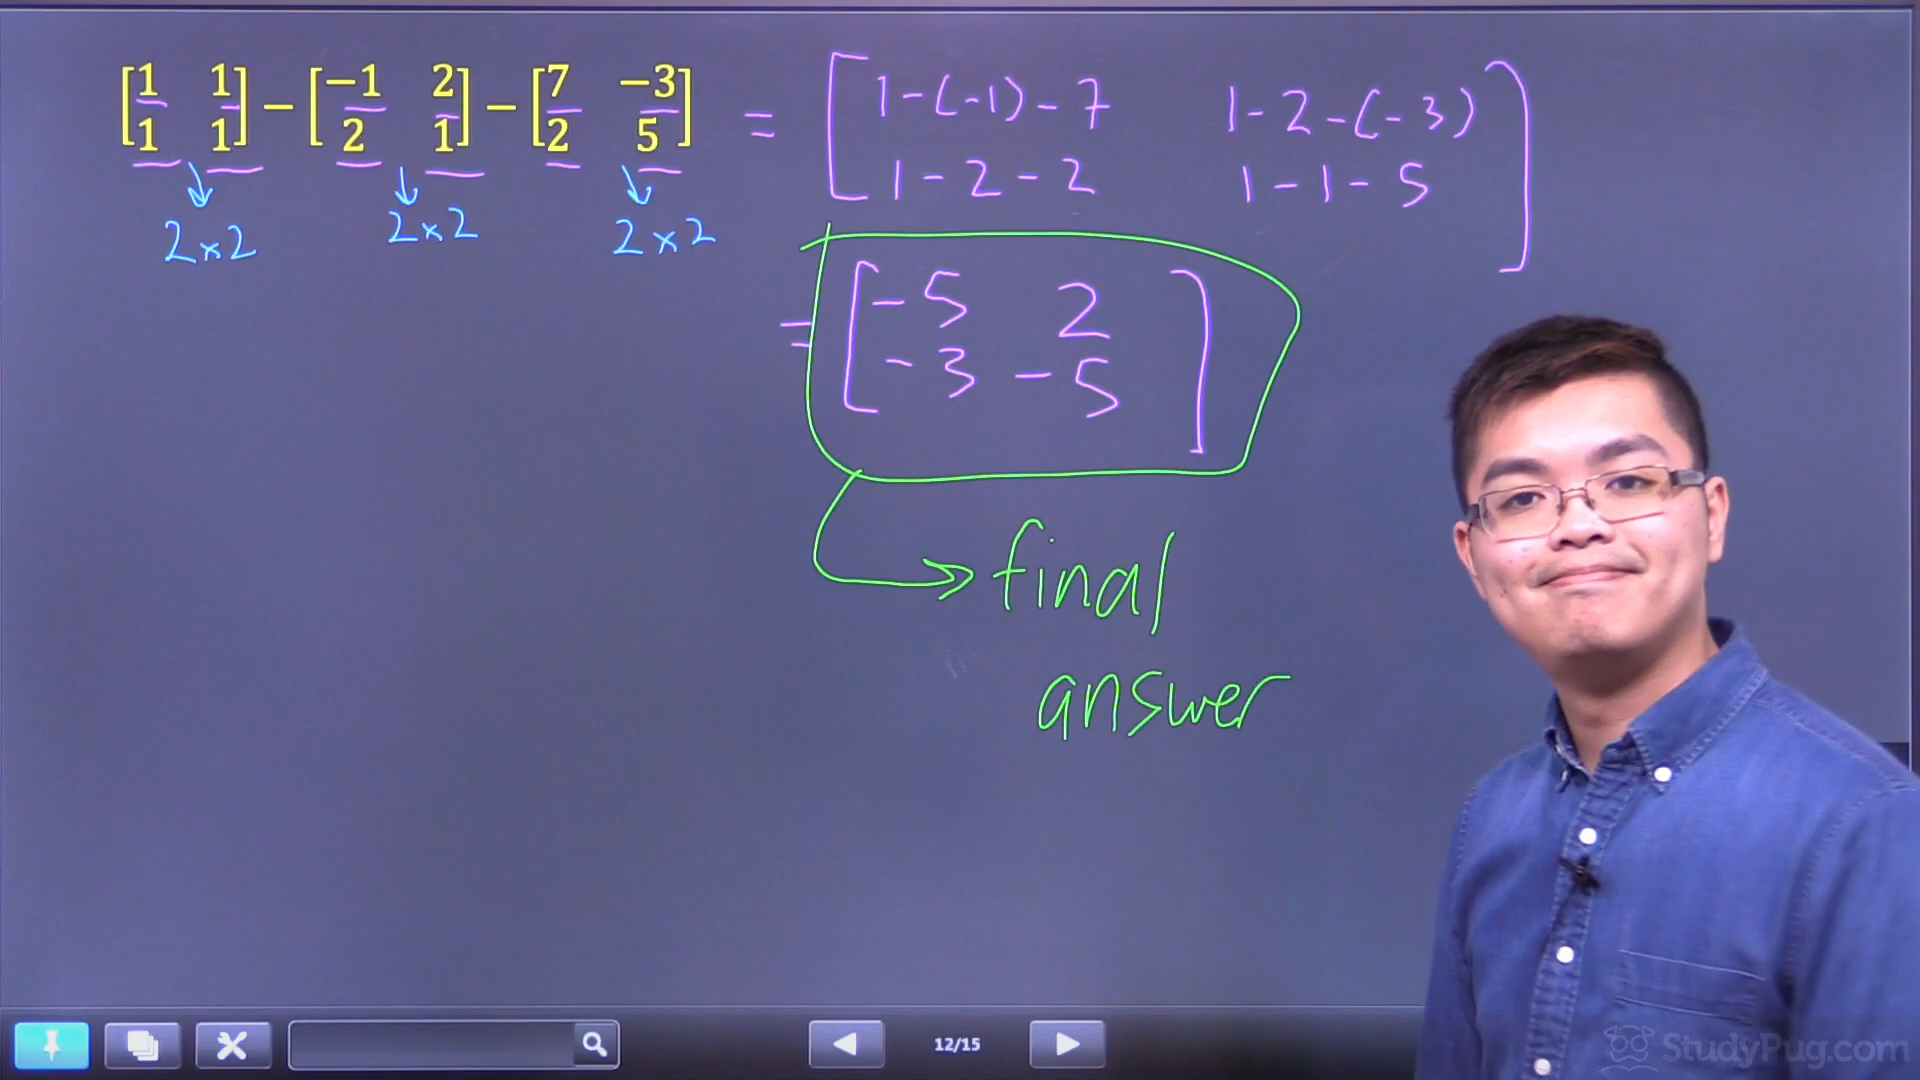 [1 1] − [−1 2] − [7 −3] = [1-(-1)-7 1-2-(-3)]
[1 1] [2 1] [2 5] [1-2-2 1-1-5]
2×2 2×2 2×2
= [-5 2]
[-3 -5]
final
answer
12/15
StudyPug.com